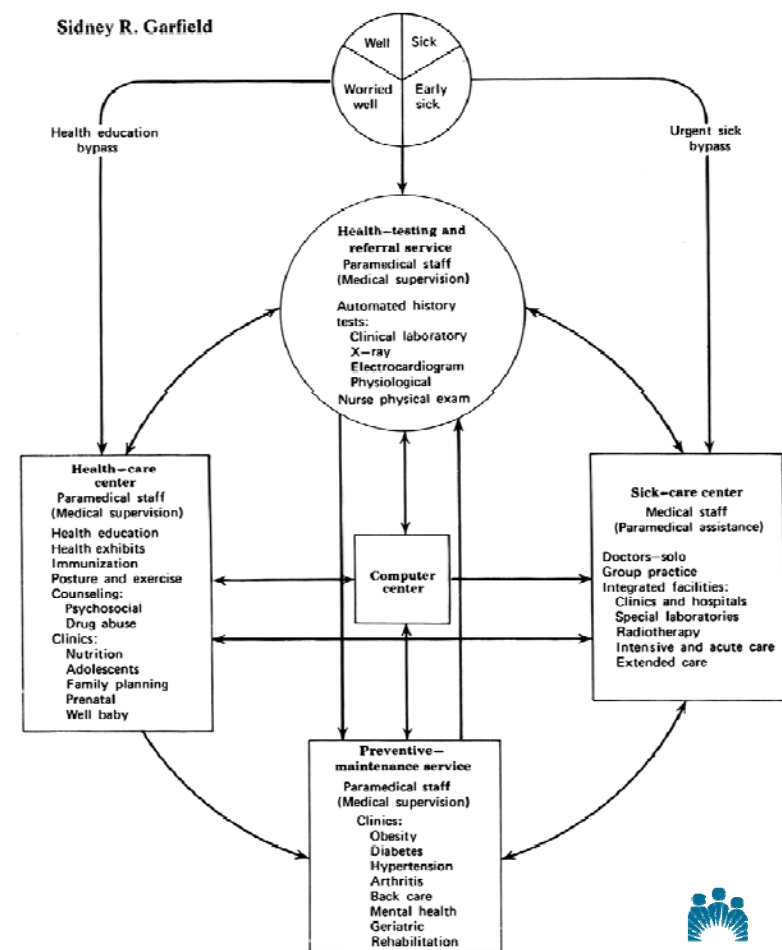 Sidney R. Garfield
Well
Sick
Worried
well
Early
sick
Health education
bypass
Urgent sick
bypass
Health-testing and
referral service
Paramedical staff
(Medical supervision)
Automated history
tests:
Clinical laboratory
X-ray
Electrocardiogram
Physiological
Nurse physical exam
Health-care
center
Paramedical staff
(Medical supervision)
Health education
Health exhibits
Immunization
Posture and exercise
Counseling:
Psychosocial
Drug abuse
Clinics:
Nutrition
Adolescents
Family planning
Prenatal
Well baby
Computer
center
Sick-care center
Medical staff
(Paramedical assistance)
Doctors-solo
Group practice
Integrated facilities:
Clinics and hospitals
Special laboratories
Radiotherapy
Intensive and acute care
Extended care
Preventive-
maintenance service
Paramedical staff
(Medical supervision)
Clinics:
Obesity
Diabetes
Hypertension
Arthritis
Back care
Mental health
Geriatric
Rehabilitation